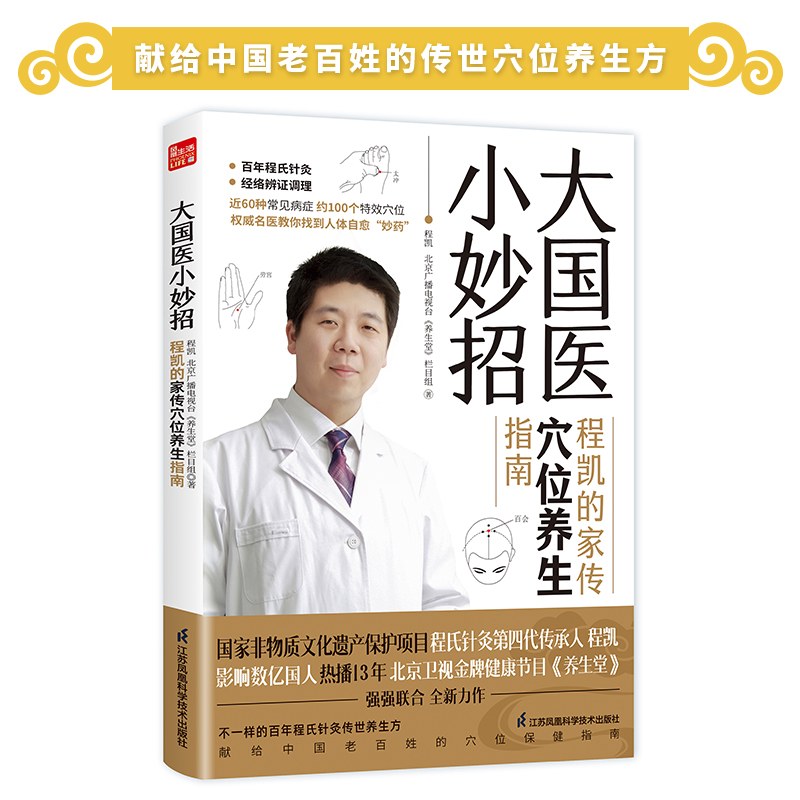 献给中国老百姓的传世穴位养生方
凤凰生活
PHOENIX
LIFE
大国医小妙招
程凯的家传穴位养生指南
程凯 北京广播电视台《养生堂》栏目组◎著
江苏凤凰科学技术出版社
百年程氏针灸
经络辨证调理
近60种常见病症 约100个特效穴位
权威名医教你找到人体自愈“妙药”
太冲
劳宫
大国医
小妙招
程凯 北京广播电视台《养生堂》栏目组 著
程凯的家传
穴位养生
指南
百会
国家非物质文化遗产保护项目 程氏针灸第四代传承人 程凯
影响数亿国人 热播13年 北京卫视金牌健康节目《养生堂》
强强联合 全新力作
不一样的百年程氏针灸传世养生方
献给中国老百姓的穴位保健指南
江苏凤凰科学技术出版社